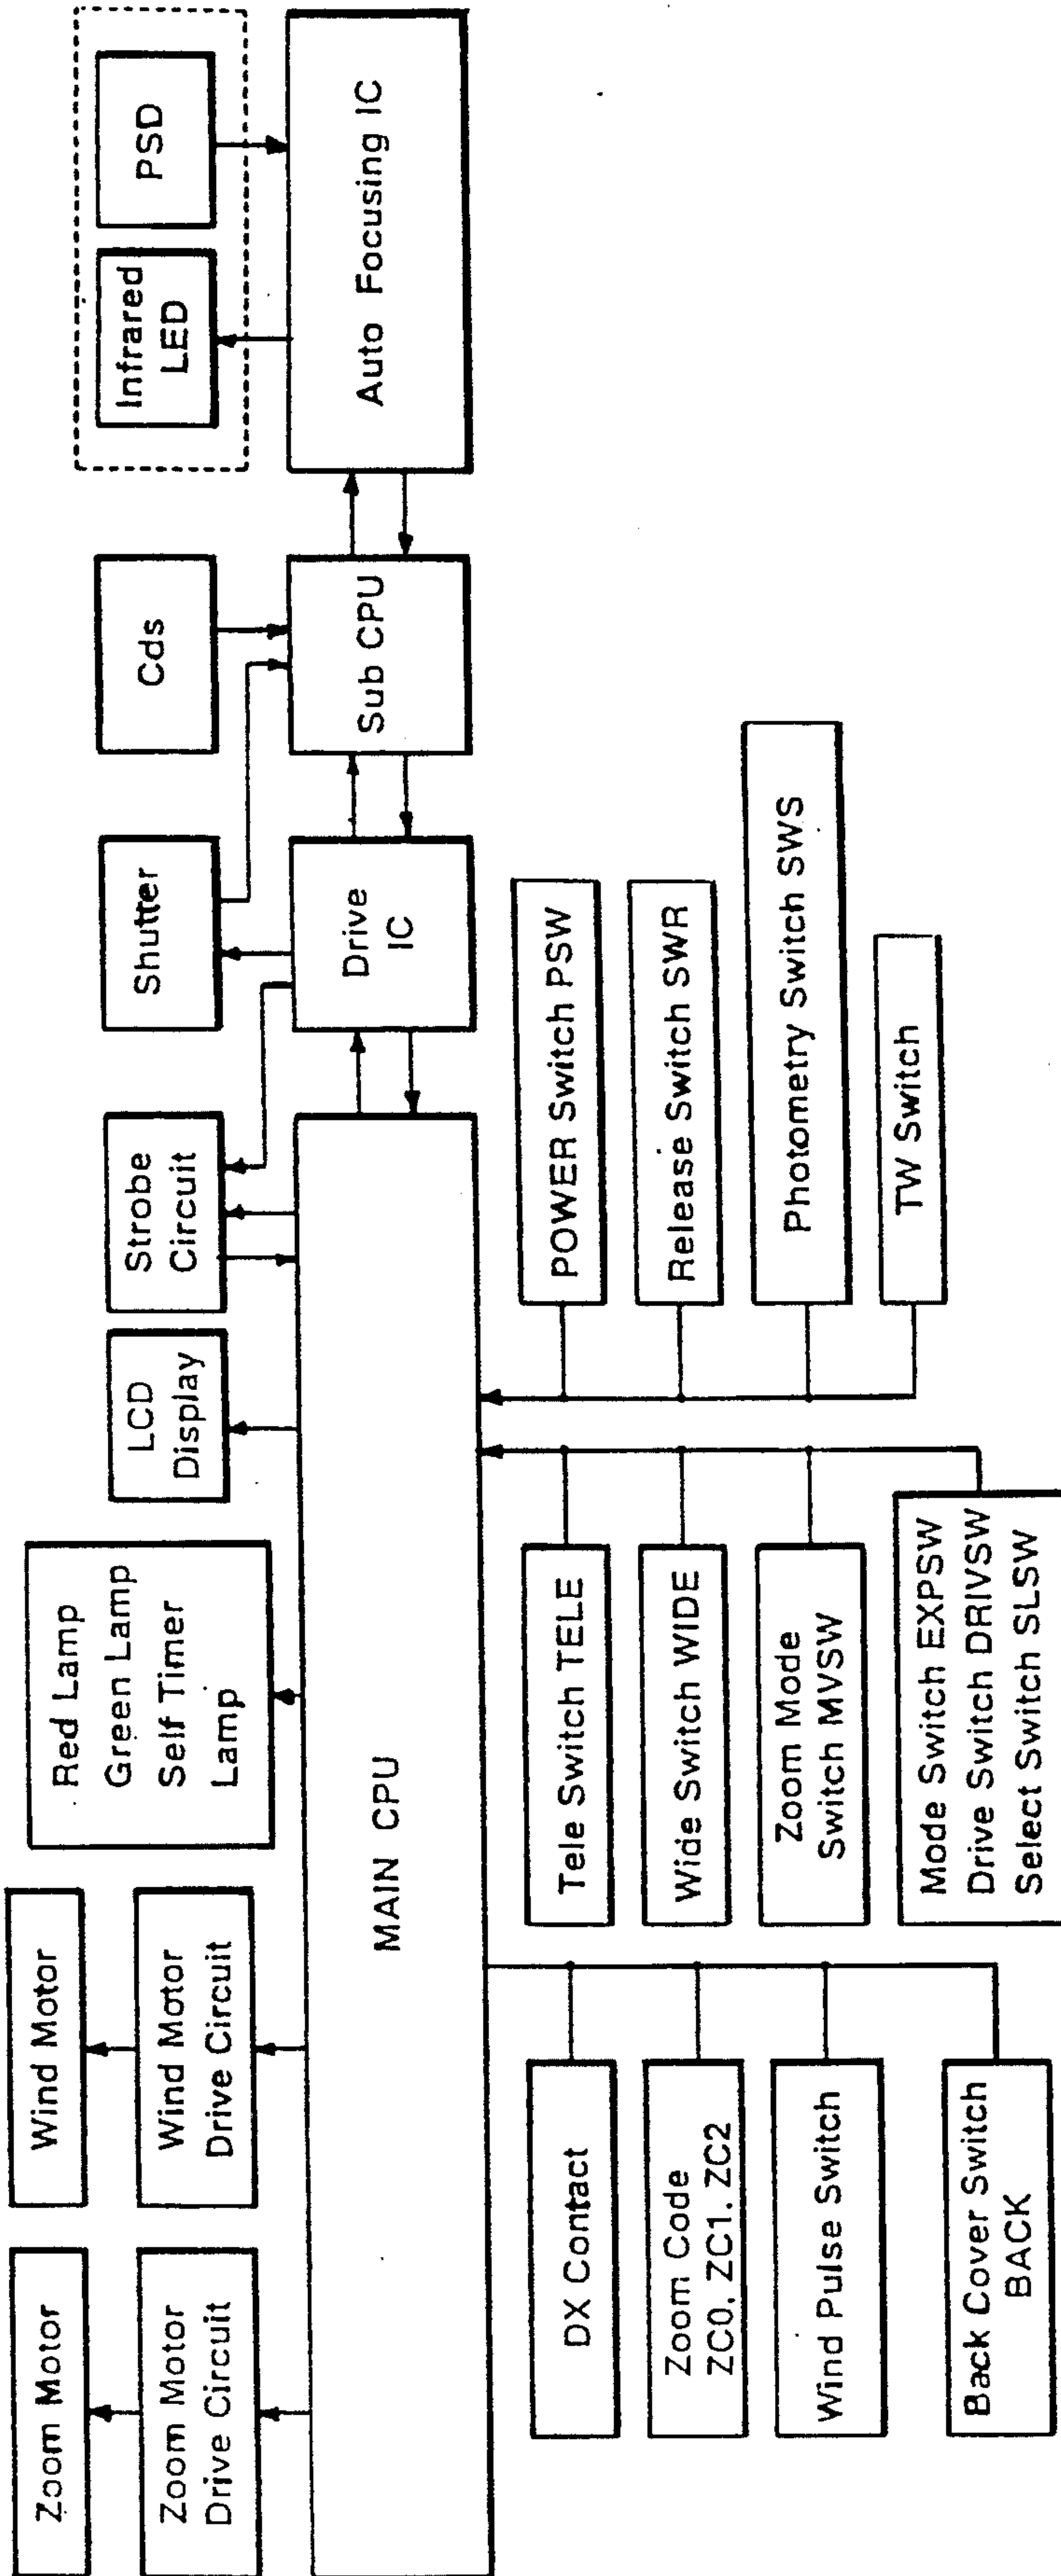 Zoom Motor
Zoom Motor
Drive Circuit
Wind Motor
Wind Motor
Drive Circuit
Red Lamp
Green Lamp
Self Timer
Lamp
LCD
Display
Strobe
Circuit
Shutter
Cds
Infrared
LED
PSD
MAIN CPU
Drive
IC
Sub CPU
Auto Focusing IC
DX Contact
Zoom Code
ZC0, ZC1. ZC2
Wind Pulse Switch
Back Cover Switch
BACK
Tele Switch TELE
Wide Switch WIDE
Zoom Mode
Switch MVSW
Mode Switch EXPSW
Drive Switch DRIVSW
Select Switch SLSW
POWER Switch PSW
Release Switch SWR
Photometry Switch SWS
TW Switch